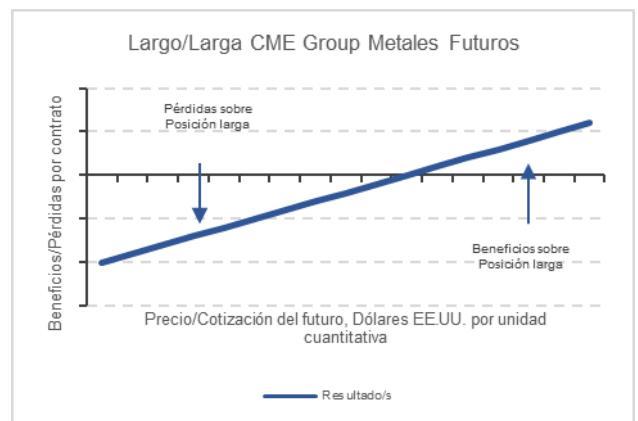 Largo/Larga CME Group Metales Futuros
Beneficios/Pérdidas por contrato
Pérdidas sobre
Posición larga
Beneficios sobre
Posición larga
Precio/Cotización del futuro, Dólares EE.UU. por unidad
cuantitativa
Resultado/s